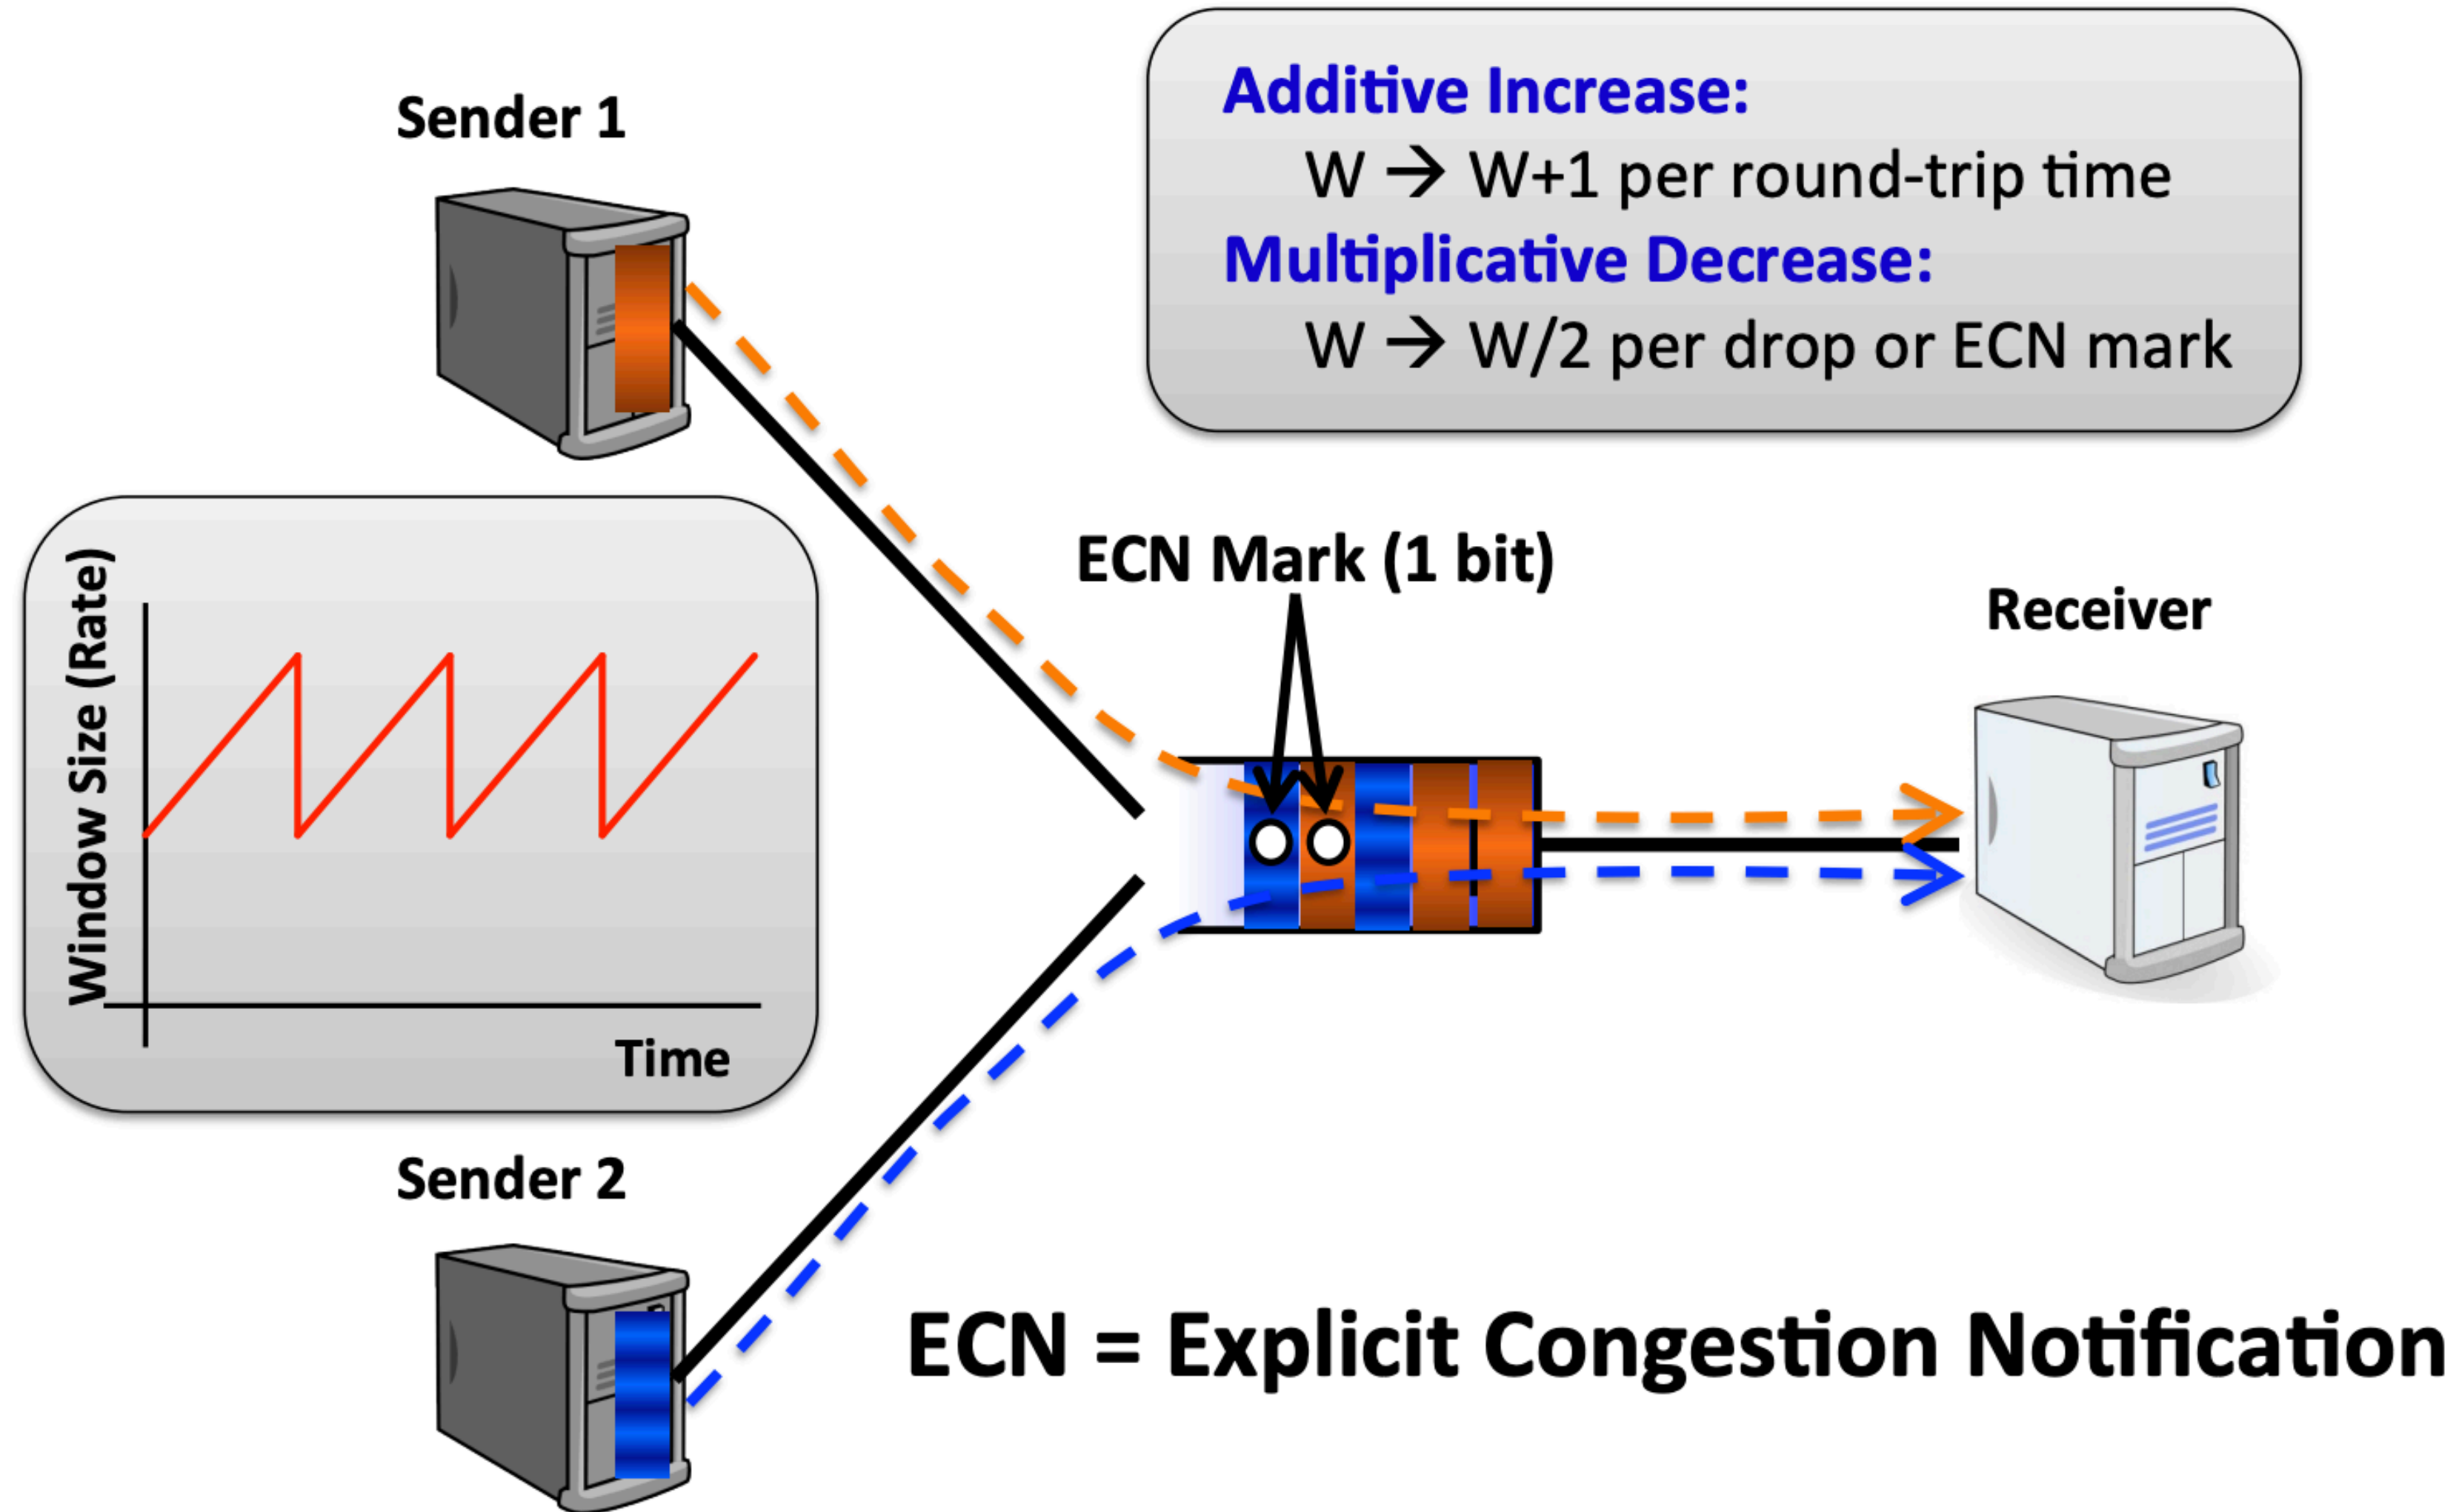 Sender 1
Additive Increase:
W → W+1 per round-trip time
Multiplicative Decrease:
W → W/2 per drop or ECN mark
Window Size (Rate)
Time
ECN Mark (1 bit)
Receiver
Sender 2
ECN = Explicit Congestion Notification